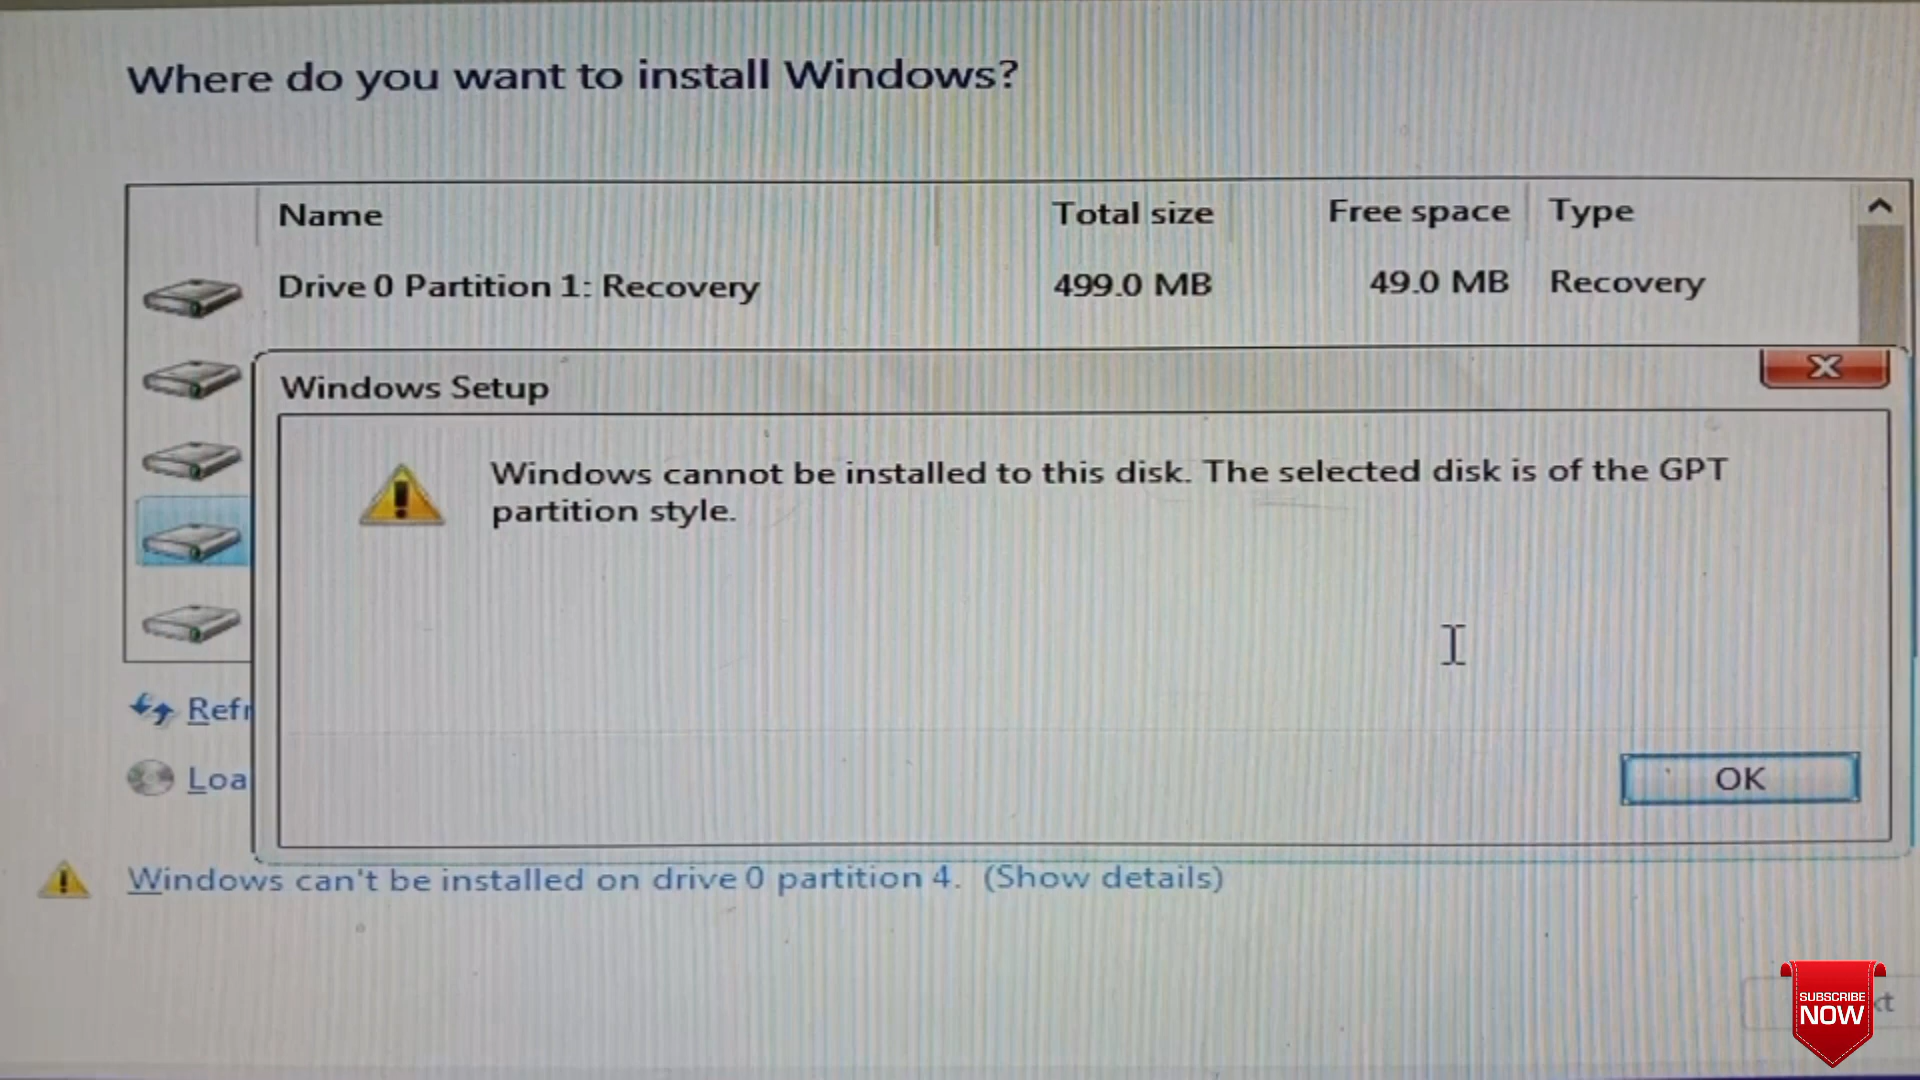 Where do you want to install Windows?
Name Total size Free space Type
Drive 0 Partition 1: Recovery 499.0 MB 49.0 MB Recovery
Windows Setup
Windows cannot be installed to this disk. The selected disk is of the GPT
partition style.
OK
Refr
Loa
Windows can't be installed on drive 0 partition 4. (Show details)
SUBSCRIBE
NOW